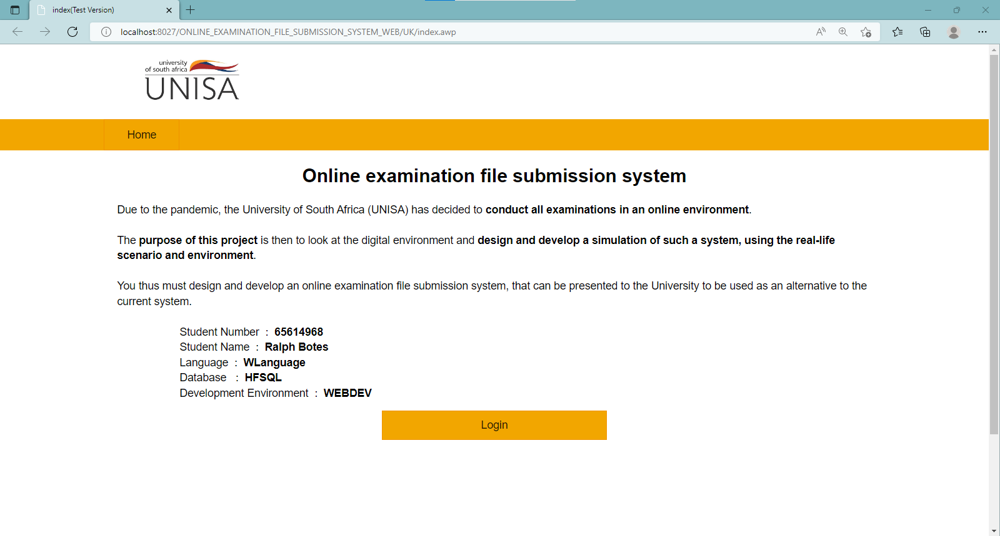 index(Test Version)
localhost:8027/ONLINE_EXAMINATION_FILE_SUBMISSION_SYSTEM_WEB/UK/index.awp
university
of south africa
UNISA
Home
Online examination file submission system
Due to the pandemic, the University of South Africa (UNISA) has decided to conduct all examinations in an online environment.
The purpose of this project is then to look at the digital environment and design and develop a simulation of such a system, using the real-life
scenario and environment.
You thus must design and develop an online examination file submission system, that can be presented to the University to be used as an alternative to the
current system.
Student Number : 65614968
Student Name : Ralph Botes
Language : WLanguage
Database : HFSQL
Development Environment : WEBDEV
Login